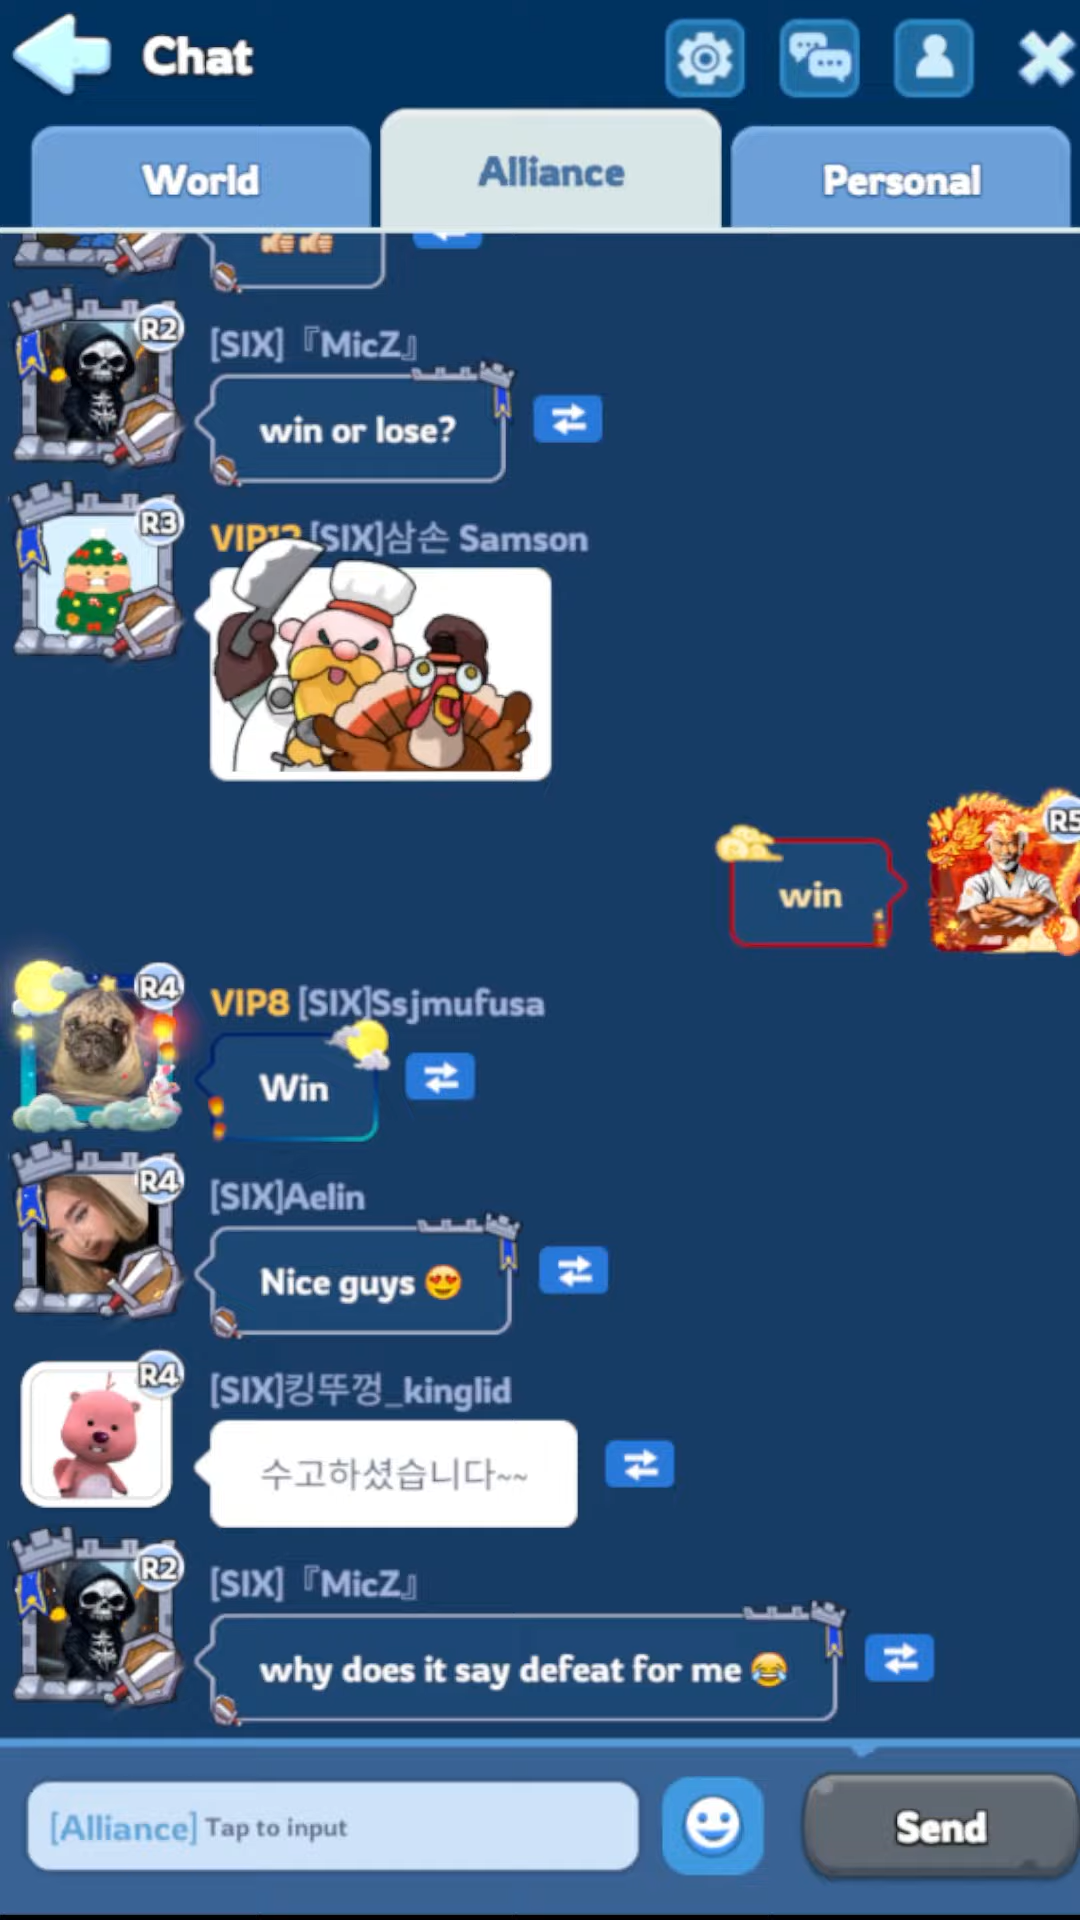 Chat
World
Alliance
Personal
R2
[SIX]『MicZ』
win or lose?
R3
[SIX]삼손 Samson
R5
win
R4
VIP8 [SIX]Ssjmufusa
Win
R4
[SIX]Aelin
Nice guys 😍
R4
[SIX]킹뚜껑_kinglid
수고하셨습니다~~
R2
[SIX]『MicZ』
why does it say defeat for me 😂
[Alliance] Tap to input
Send